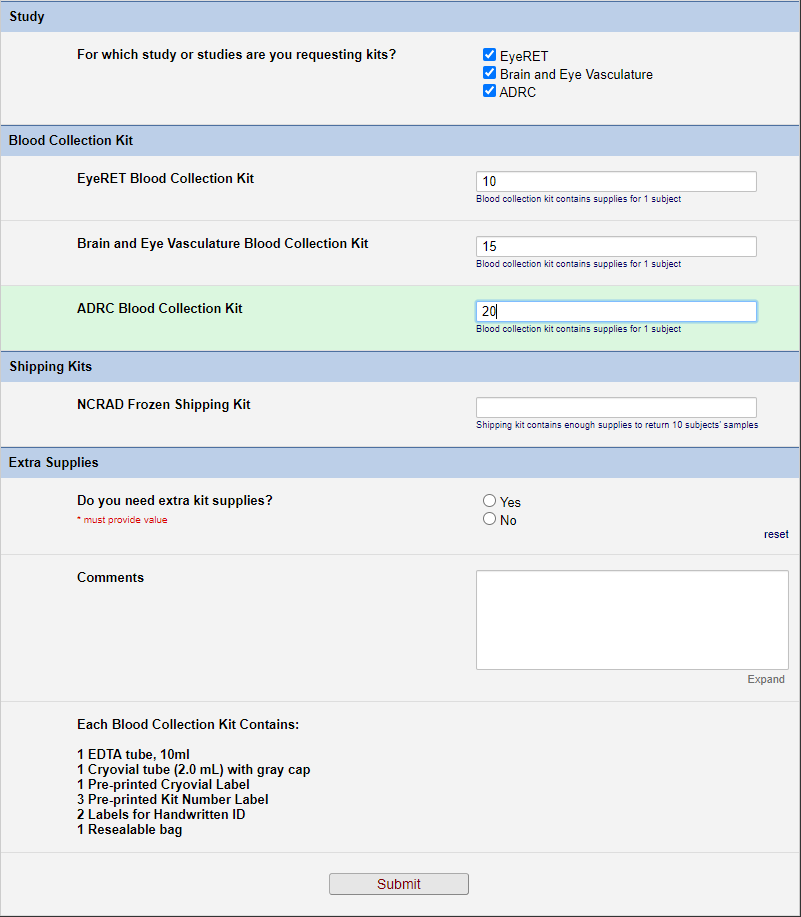 Study
For which study or studies are you requesting kits?
EyeRET
Brain and Eye Vasculature
ADRC
Blood Collection Kit
EyeRET Blood Collection Kit
10
Blood collection kit contains supplies for 1 subject
Brain and Eye Vasculature Blood Collection Kit
15
Blood collection kit contains supplies for 1 subject
ADRC Blood Collection Kit
20
Blood collection kit contains supplies for 1 subject
Shipping Kits
NCRAD Frozen Shipping Kit
Shipping kit contains enough supplies to return 10 subjects' samples
Extra Supplies
Do you need extra kit supplies?
* must provide value
Yes
No
reset
Comments
Expand
Each Blood Collection Kit Contains:
1 EDTA tube, 10ml
1 Cryovial tube (2.0 mL) with gray cap
1 Pre-printed Cryovial Label
3 Pre-printed Kit Number Label
2 Labels for Handwritten ID
1 Resealable bag
Submit